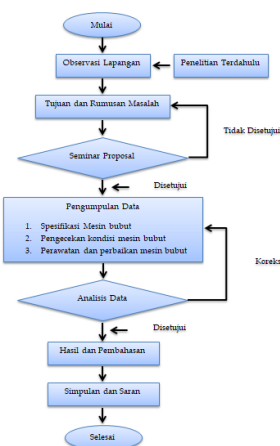 Mulai
Observasi Lapangan
Penelitian Terdahulu
Tujuan dan Rumusan Masalah
Tidak Disetujui
Seminar Proposal
Disetujui
Pengumpulan Data
1. Spesifikasi Mesin bubut
2. Pengecekan kondisi mesin bubut
3. Perawatan dan perbaikan mesin bubut
Koreks
Analisis Data
Disetujui
Hasil dan Pembahasan
Simpulan dan Saran
Selesai